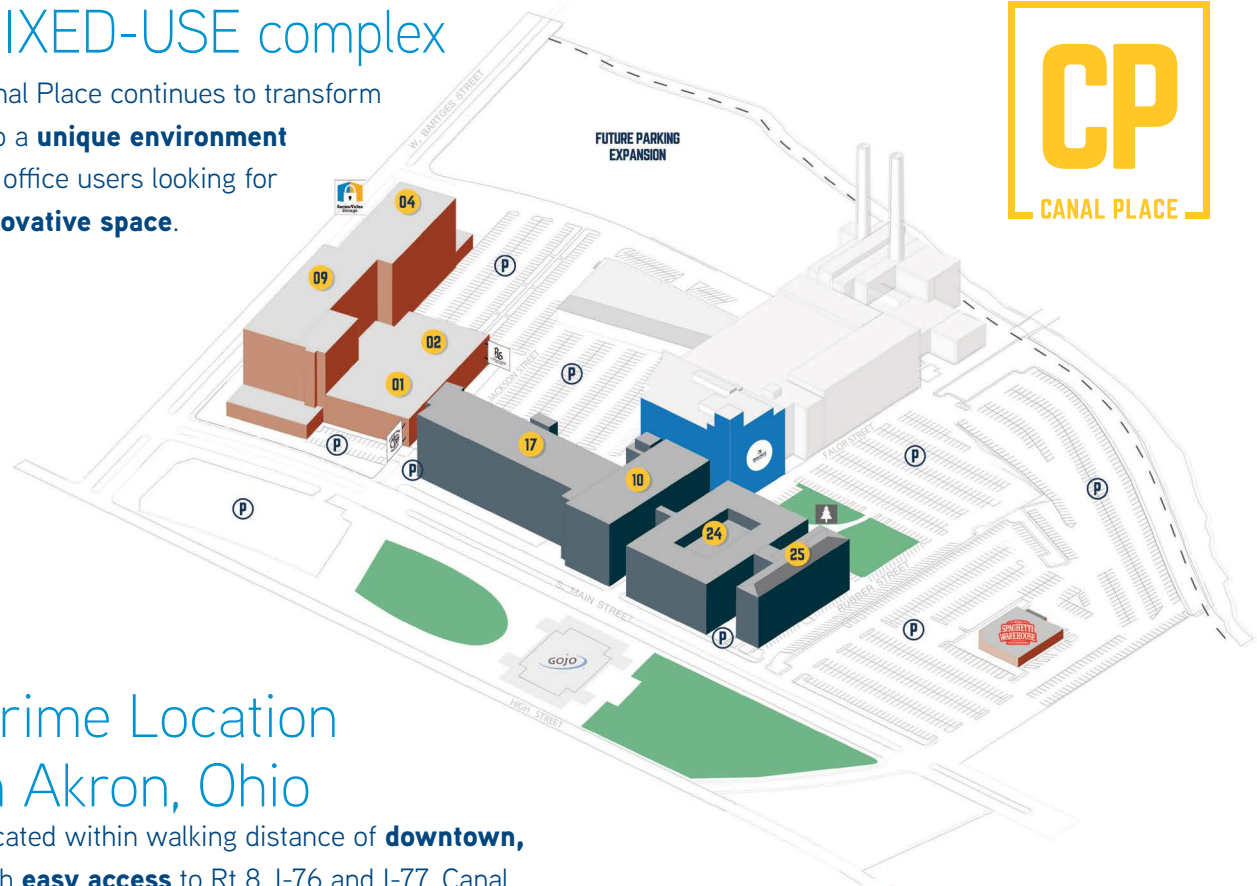 IXED-USE complex
nal Place continues to transform
o a unique environment
office users looking for
ovative space.
CP
CANAL PLACE
W. BARTGES STREET
FUTURE PARKING
EXPANSION
04
SecureValue
Storage
09
P
02
RS
01
JACKSON STREET
P
P
17
P
10
FALOR STREET
P
P
P
24
25
S. MAIN STREET
RUBBER STREET
P
P
SPAGHETTI
WAREHOUSE
GOJO
HIGH STREET
rime Location
n Akron, Ohio
cated within walking distance of downtown,
h easy access to Rt 8, I-76 and I-77, Canal